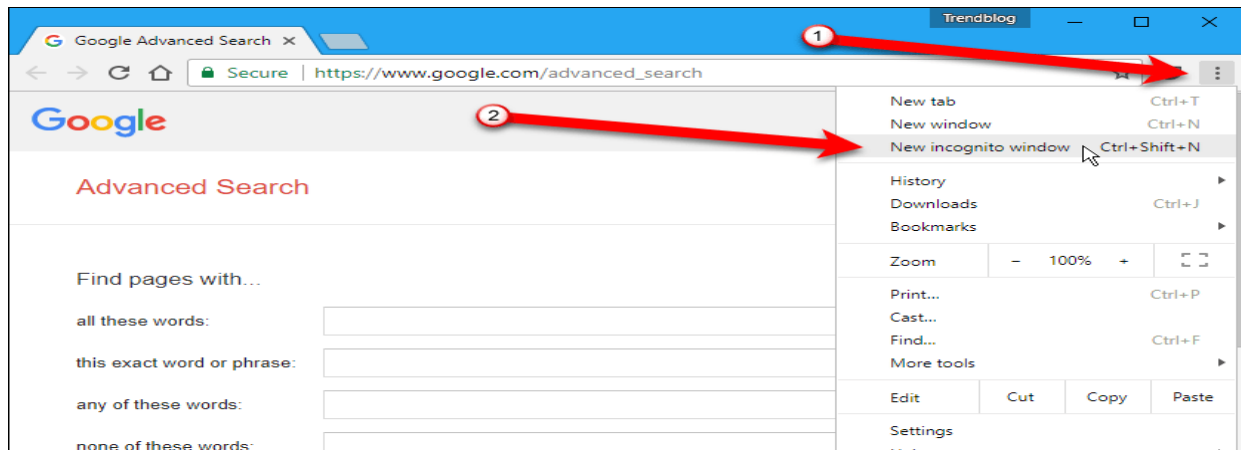 Trendblog
1
Google Advanced Search
Secure | https://www.google.com/advanced_search
New tab Ctrl+T
Google
2
New window Ctrl+N
New incognito window Ctrl+Shift+N
Advanced Search
History
Downloads Ctrl+J
Bookmarks
Zoom - 100% +
Find pages with...
Print... Ctrl+P
all these words:
Cast...
Find... Ctrl+F
this exact word or phrase:
More tools
any of these words:
Edit Cut Copy Paste
Settings
none of these words: